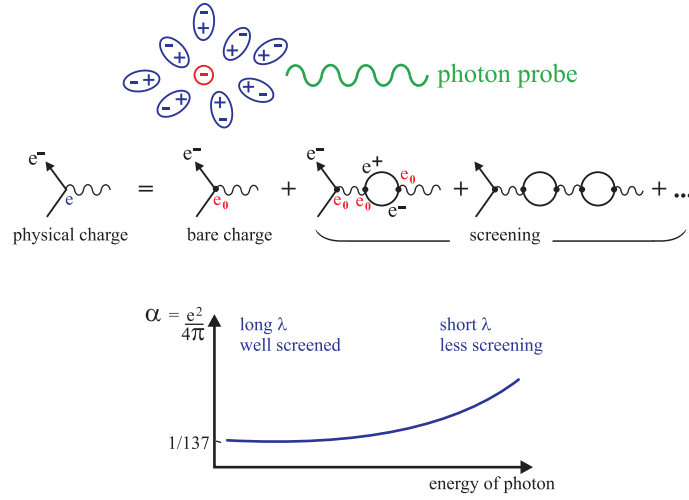 photon probe
e⁻ e⁻ e⁻ e⁺
e = e₀ + e₀ e₀ e₀ e⁻ + + ...
physical charge bare charge screening
α = e²/4π
long λ short λ
well screened less screening
1/137
energy of photon